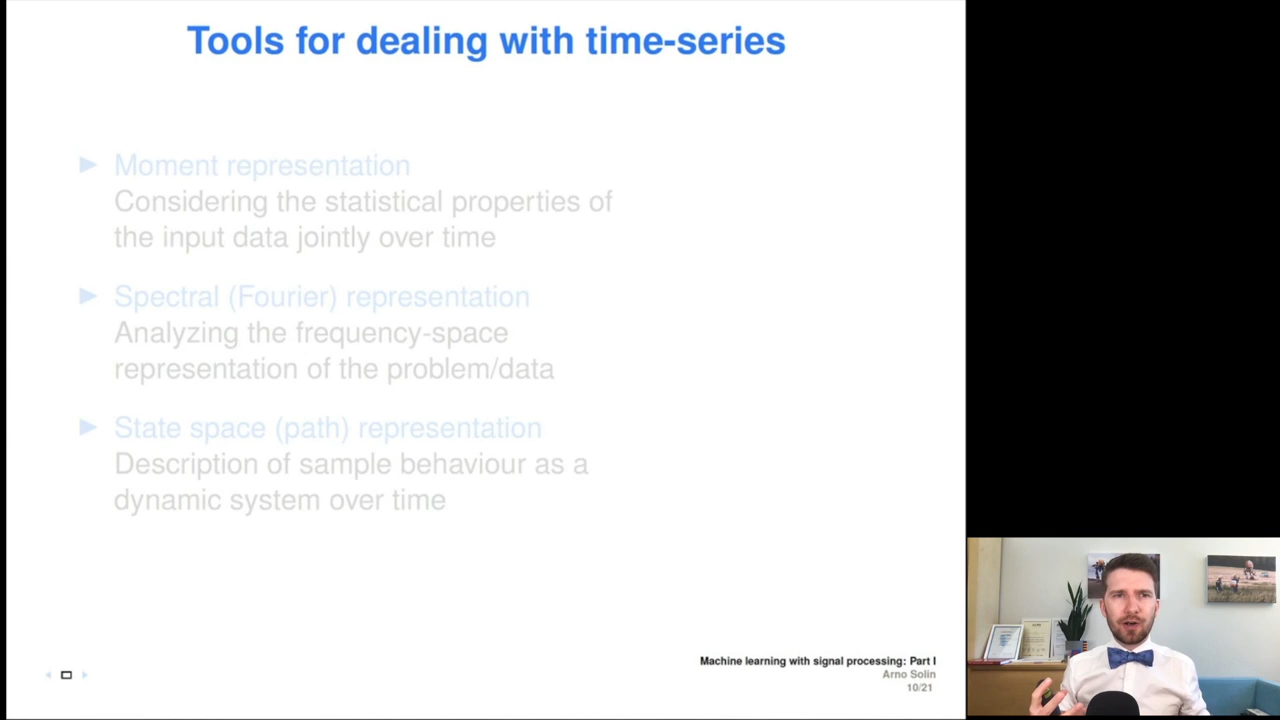 Tools for dealing with time-series
Moment representation
Considering the statistical properties of
the input data jointly over time
Spectral (Fourier) representation
Analyzing the frequency-space
representation of the problem/data
State space (path) representation
Description of sample behaviour as a
dynamic system over time
Machine learning with signal processing: Part I
Arno Solin
10/21